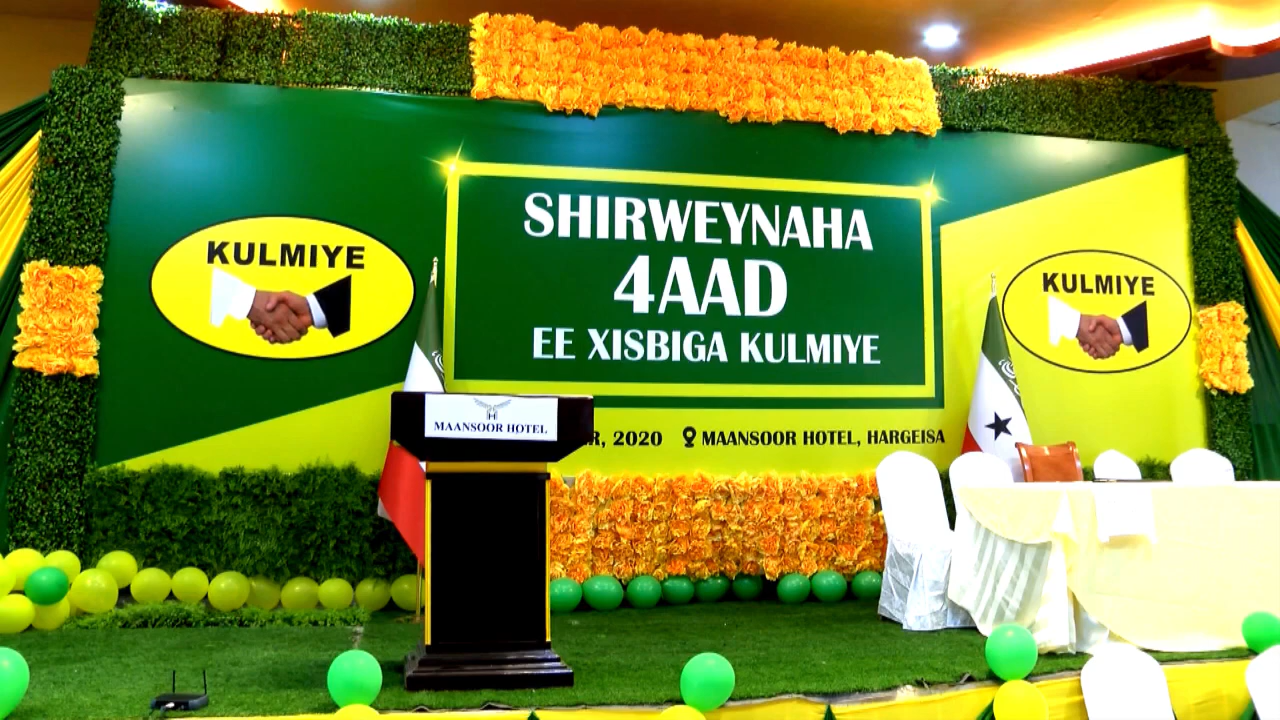 SHIRWEYNAHA
4AAD
EE XISBIGA KULMIYE
KULMIYE
KULMIYE
2020 MAANSOOR HOTEL, HARGEISA
MAANSOOR HOTEL